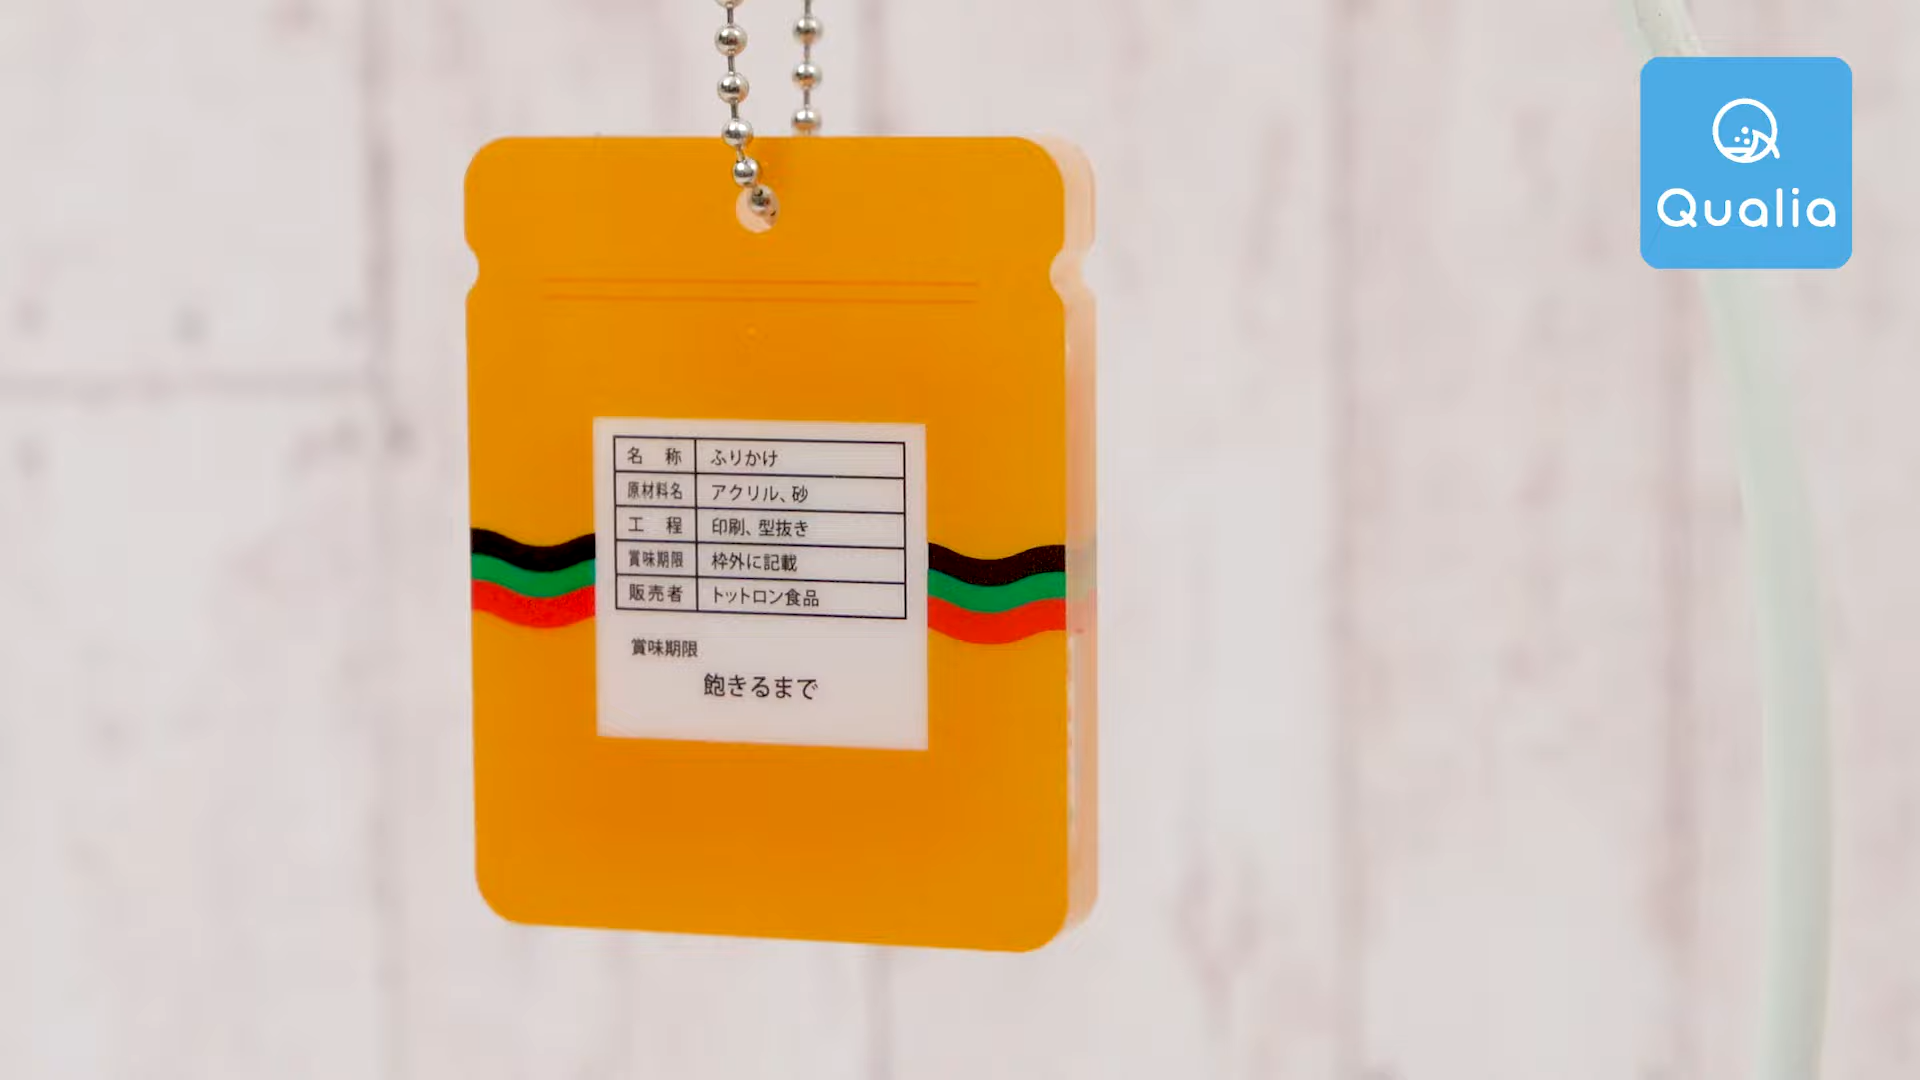 Qualia
名 称 ふりかけ
原材料名 アクリル、砂
工 程 印刷、型抜き
賞味期限 枠外に記載
販売者 トットロン食品
賞味期限
飽きるまで